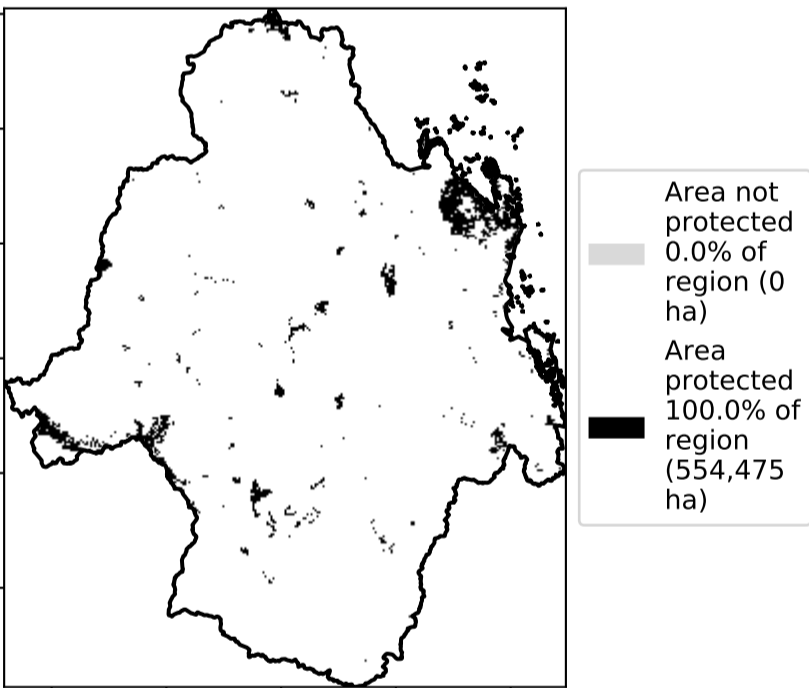 Area not
protected
0.0% of
region (0
ha)
Area
protected
100.0% of
region
(554,475
ha)